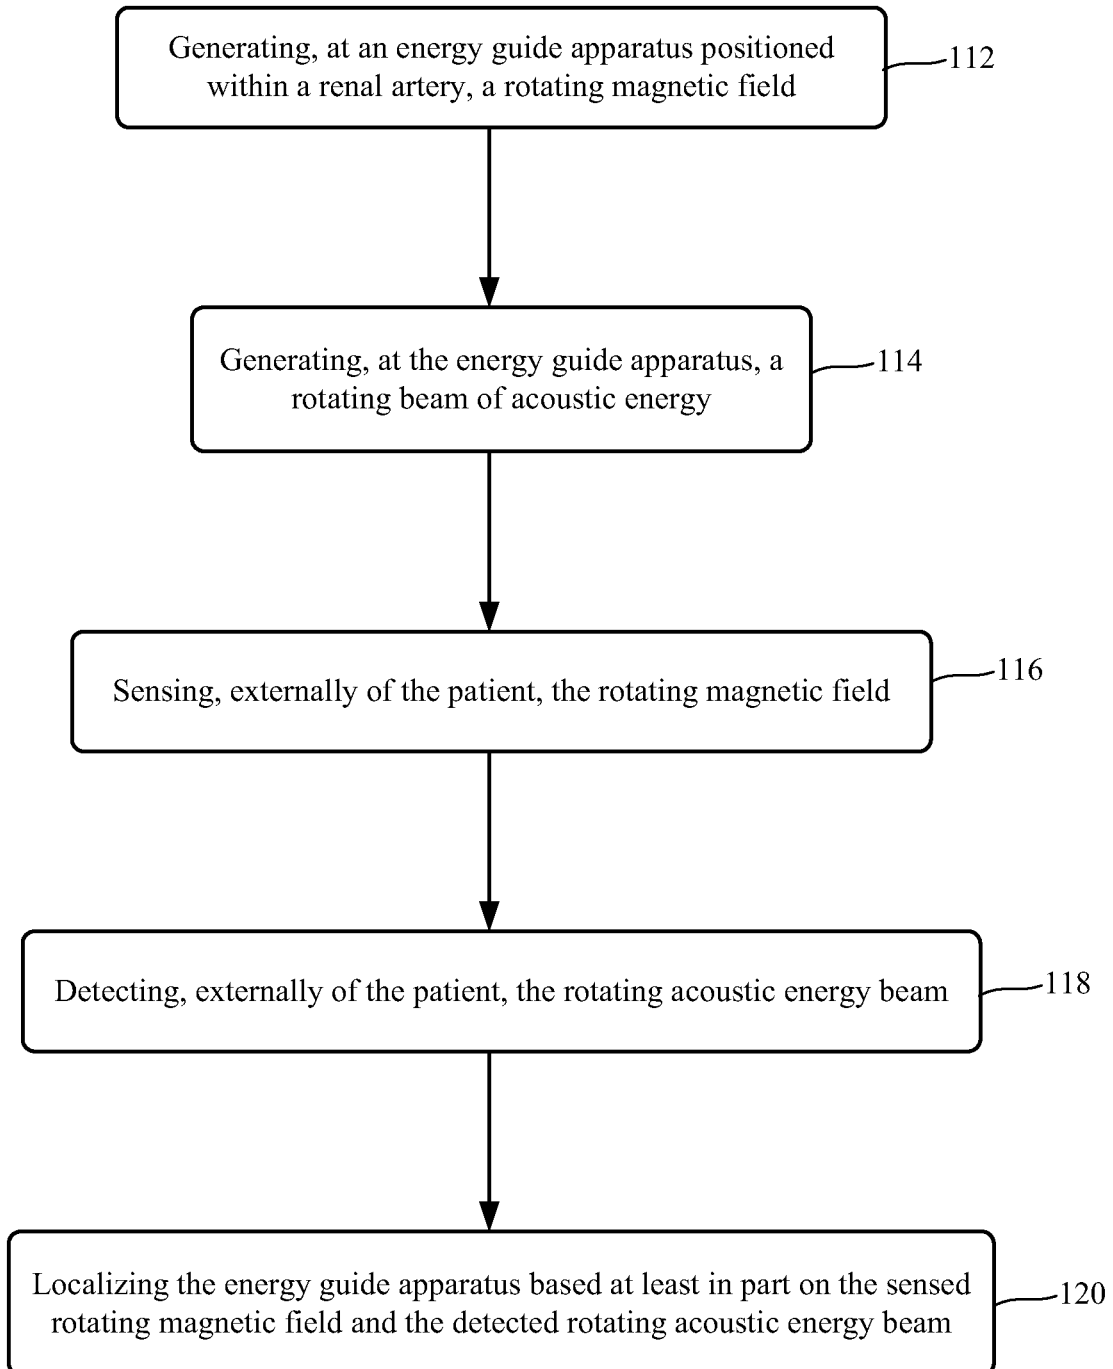 Generating, at an energy guide apparatus positioned
within a renal artery, a rotating magnetic field
112
Generating, at the energy guide apparatus, a
rotating beam of acoustic energy
114
Sensing, externally of the patient, the rotating magnetic field
116
Detecting, externally of the patient, the rotating acoustic energy beam
118
Localizing the energy guide apparatus based at least in part on the sensed
rotating magnetic field and the detected rotating acoustic energy beam
120